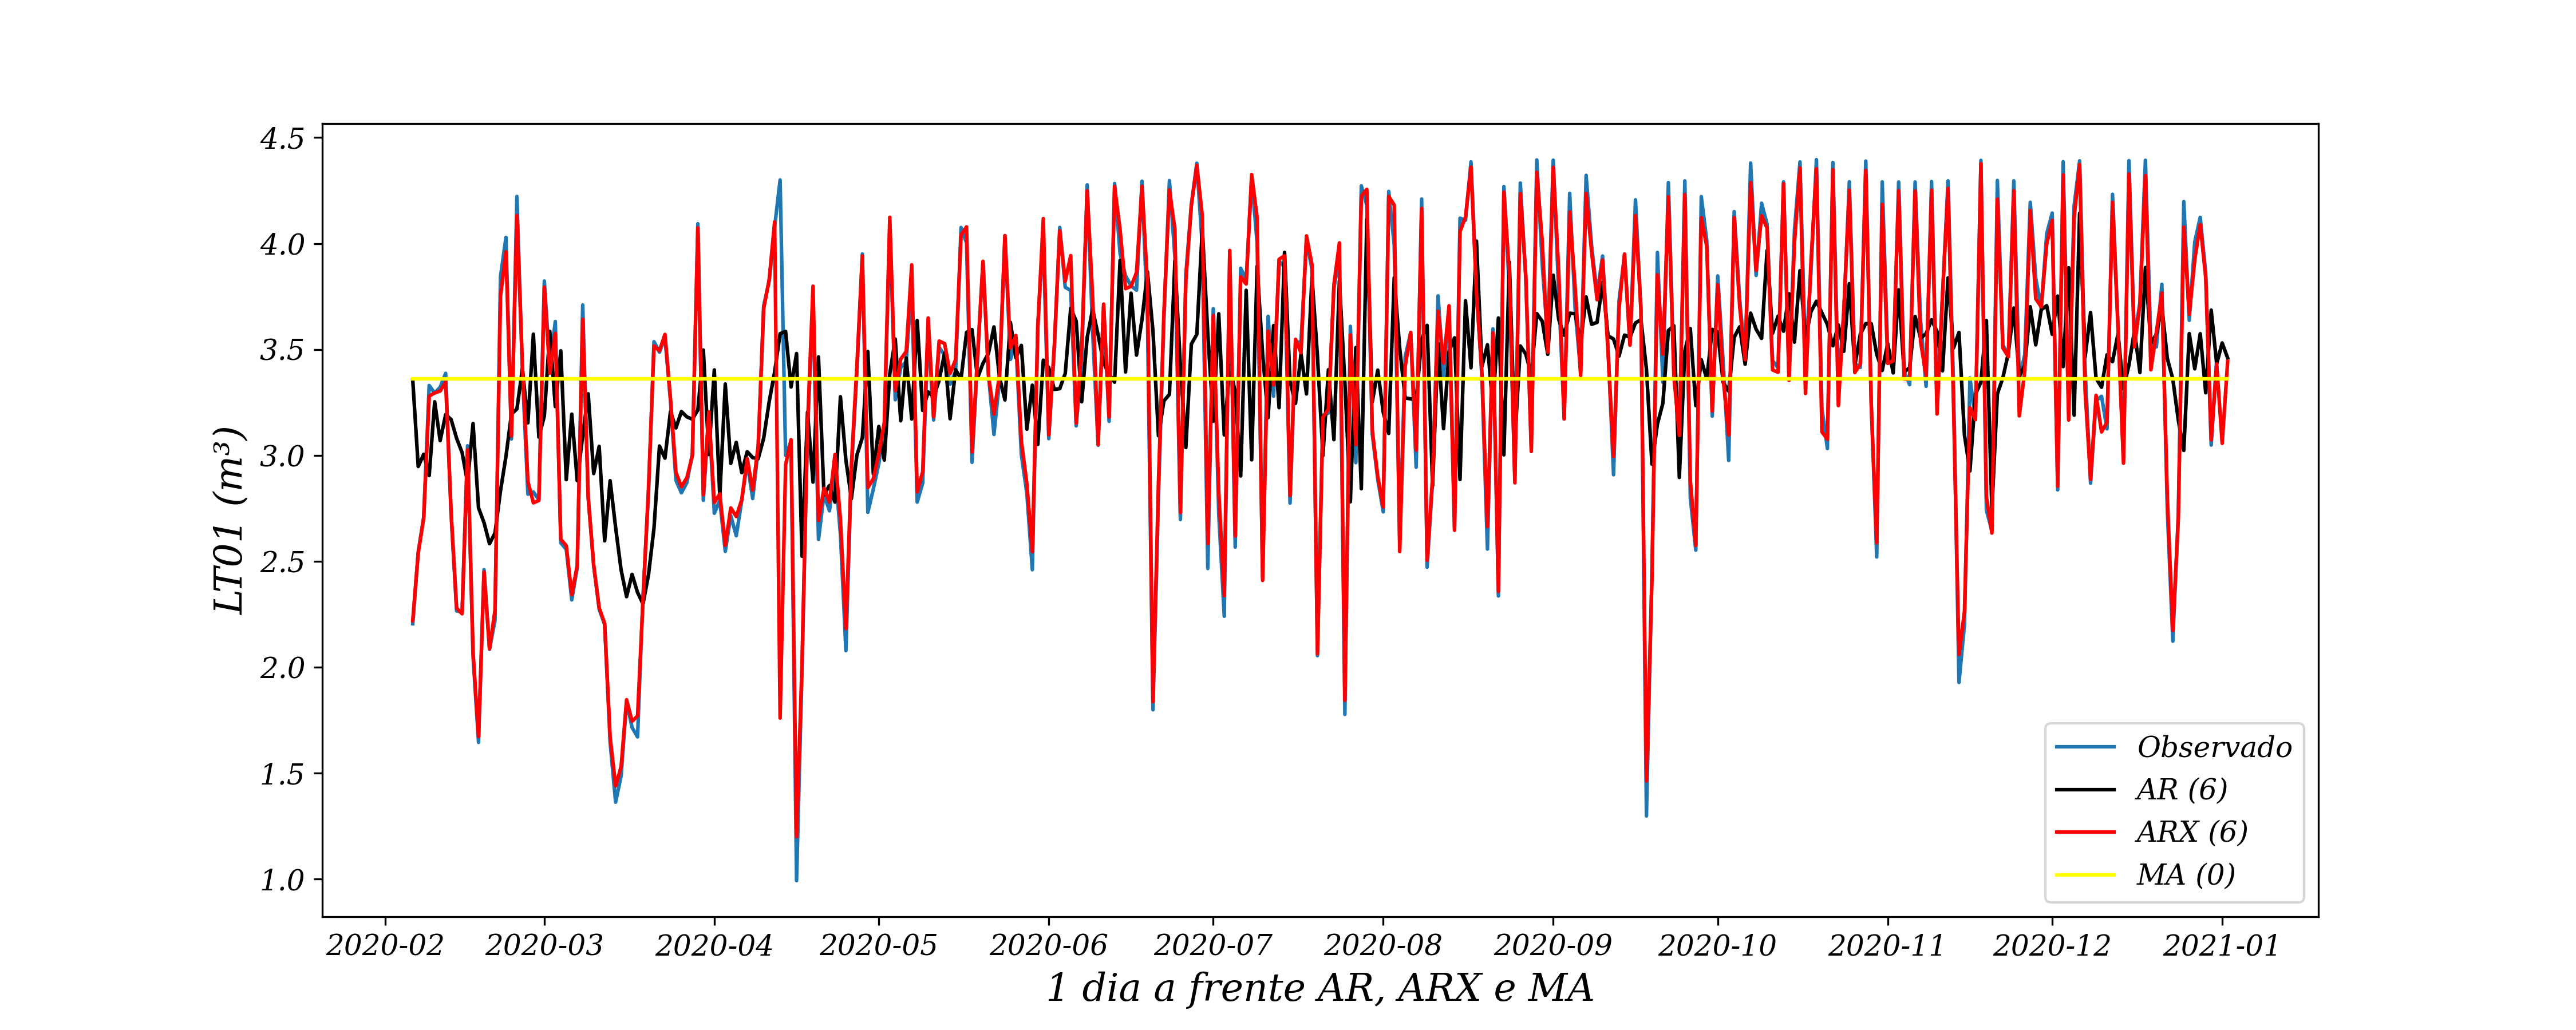 4.5
4.0
3.5
3.0
2.5
2.0
1.5
1.0
LT01 (m³)
Observado
AR (6)
ARX (6)
MA (0)
2020-02 2020-03 2020-04 2020-05 2020-06 2020-07 2020-08 2020-09 2020-10 2020-11 2020-12 2021-01
1 dia a frente AR, ARX e MA